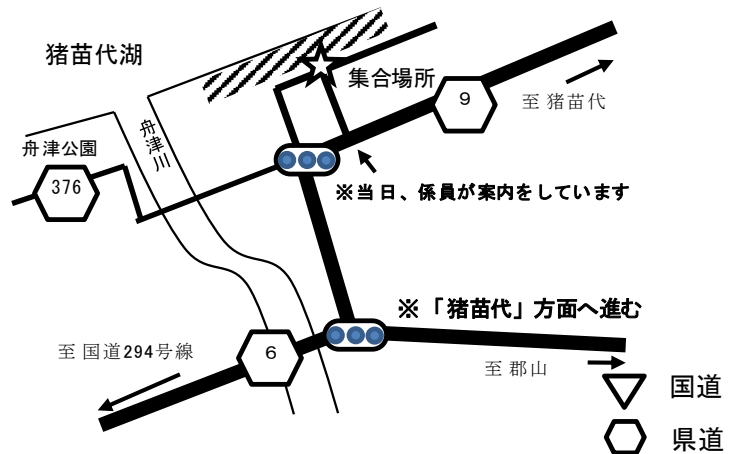 猪苗代湖
集合場所
9
至 猪苗代
舟津公園
舟津川
376
※当日、係員が案内をしています
※「猪苗代」方面へ進む
至 国道294号線
6
至 郡山
国道
県道